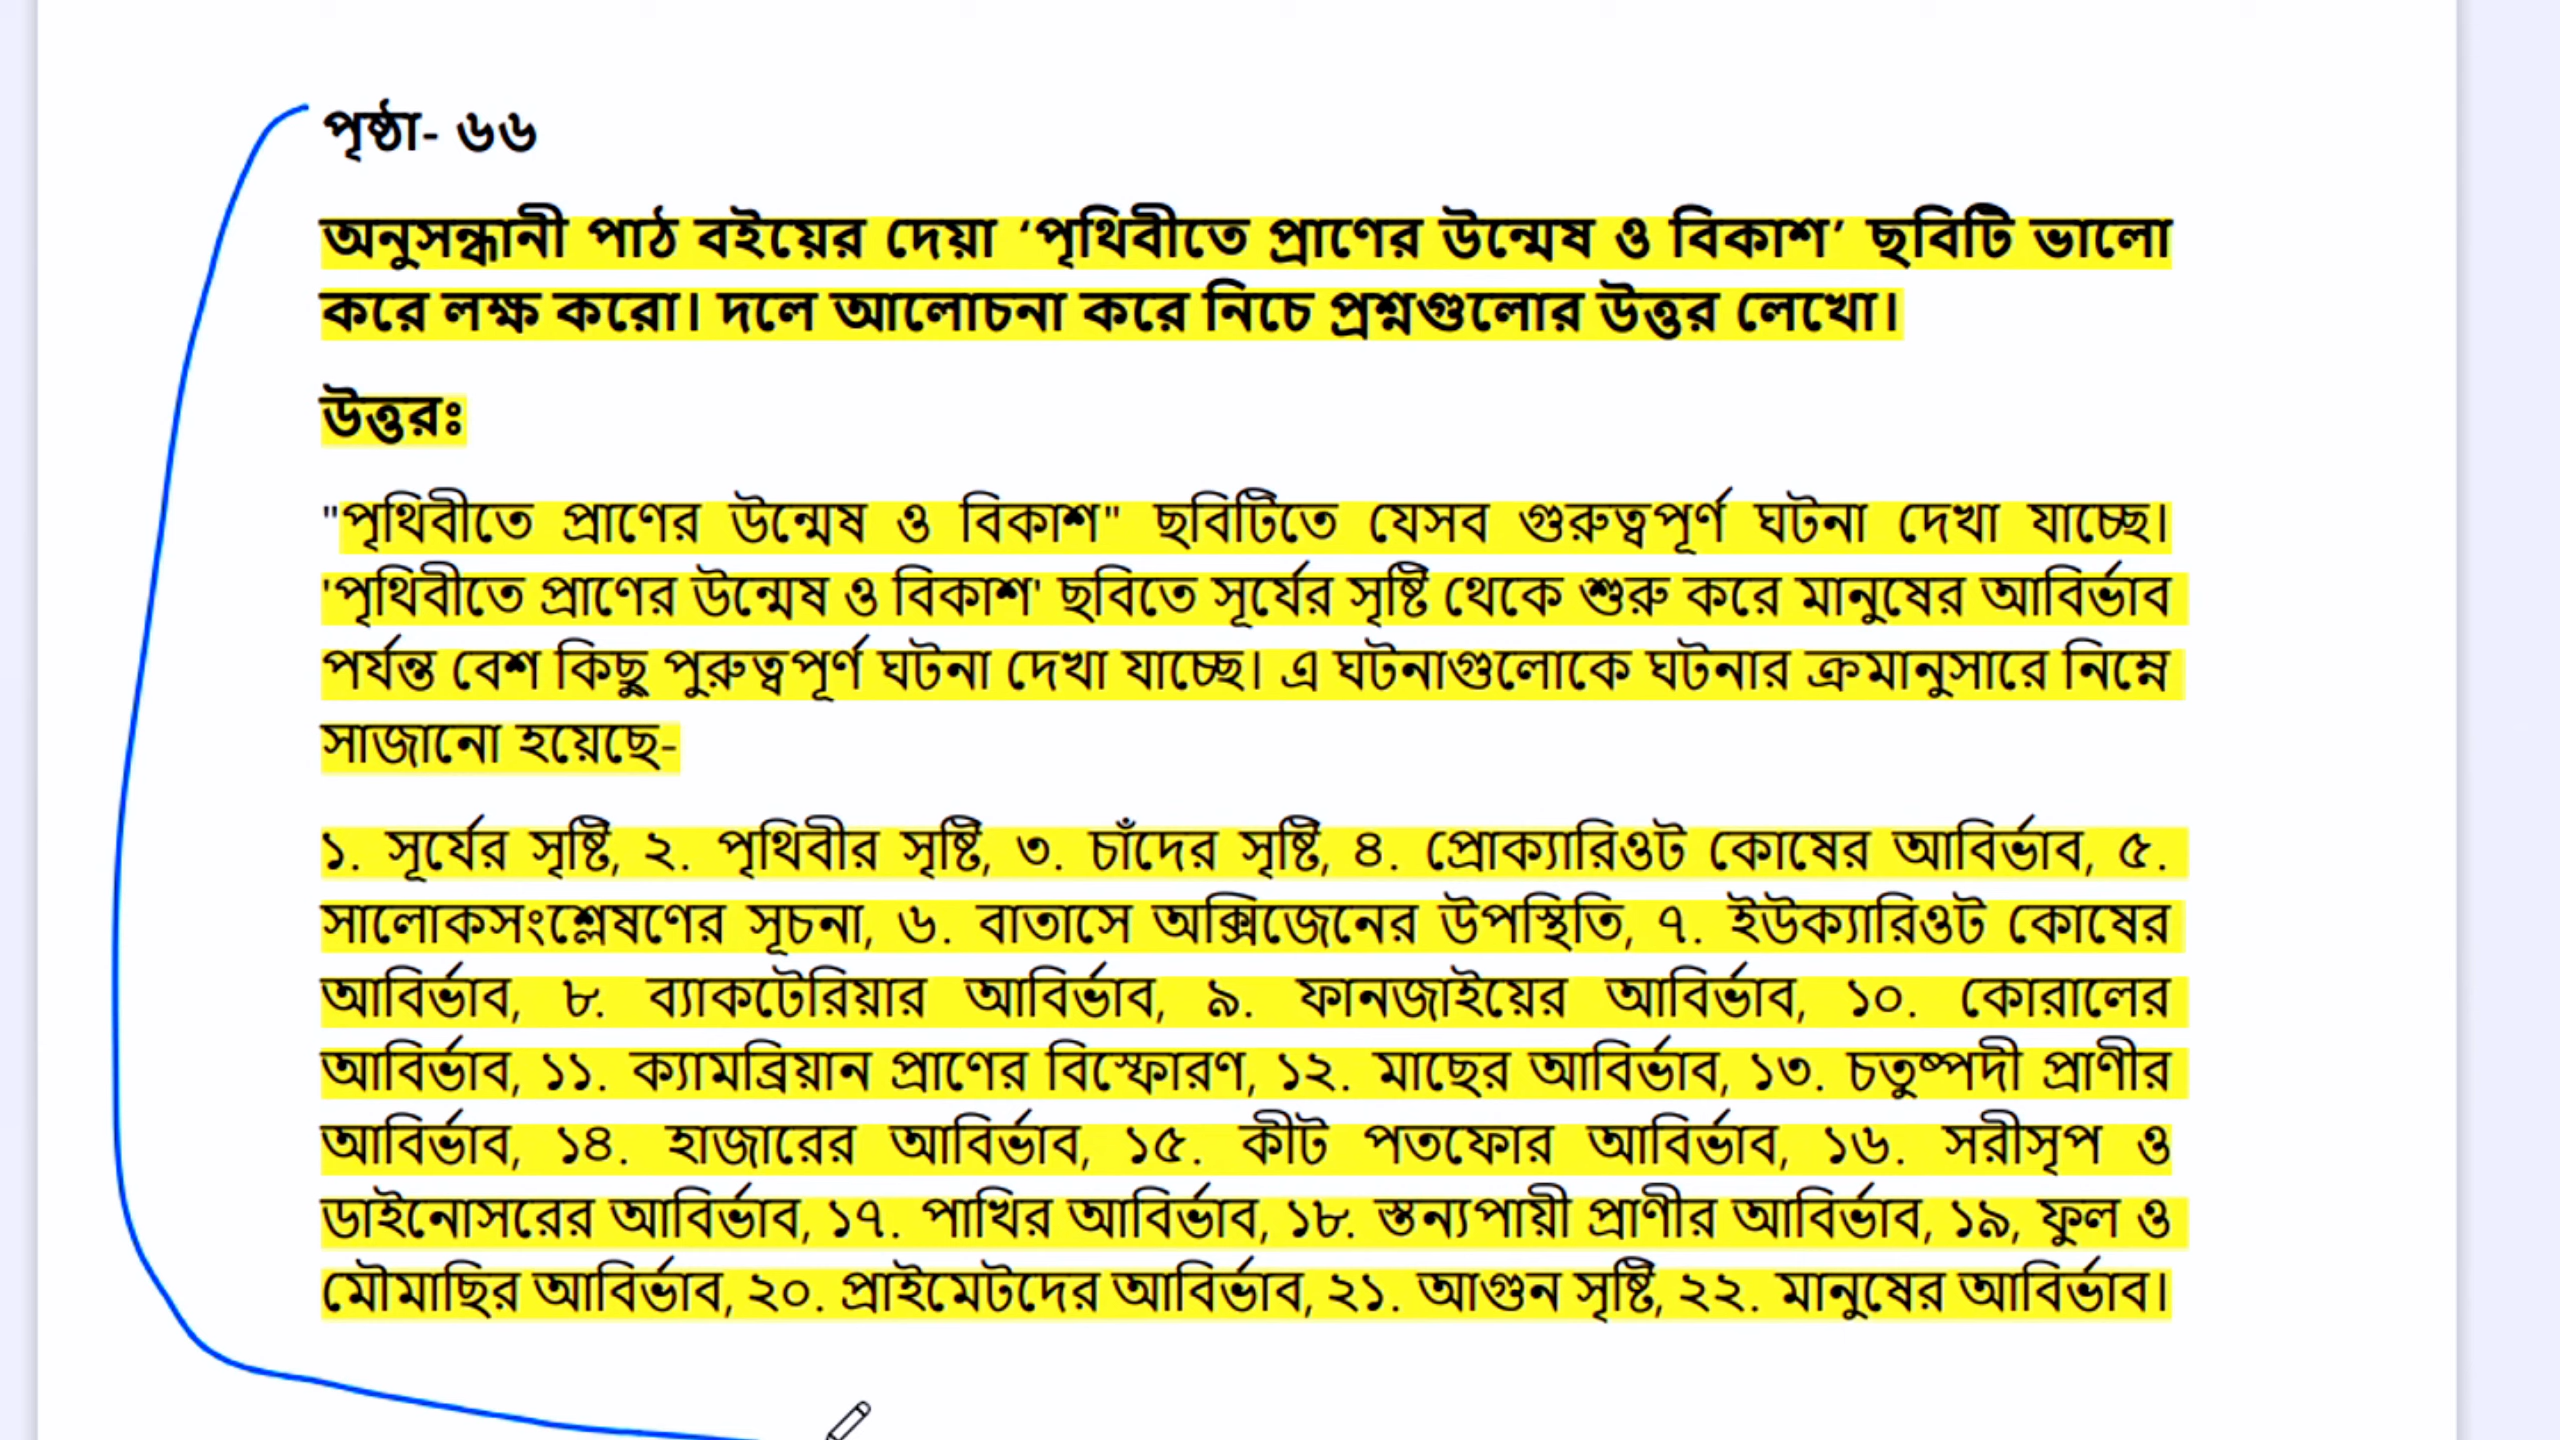 পৃষ্ঠা- ৬৬
অনুসন্ধানী পাঠ বইয়ের দেয়া ‘পৃথিবীতে প্রাণের উন্মেষ ও বিকাশ’ ছবিটি ভালো
করে লক্ষ করো। দলে আলোচনা করে নিচে প্রশ্নগুলোর উত্তর লেখো।
উত্তরঃ
"পৃথিবীতে প্রাণের উন্মেষ ও বিকাশ" ছবিটিতে যেসব গুরুত্বপূর্ণ ঘটনা দেখা যাচ্ছে।
'পৃথিবীতে প্রাণের উন্মেষ ও বিকাশ' ছবিতে সূর্যের সৃষ্টি থেকে শুরু করে মানুষের আবির্ভাব
পর্যন্ত বেশ কিছু পুরুত্বপূর্ণ ঘটনা দেখা যাচ্ছে। এ ঘটনাগুলোকে ঘটনার ক্রমানুসারে নিম্নে
সাজানো হয়েছে-
১. সূর্যের সৃষ্টি, ২. পৃথিবীর সৃষ্টি, ৩. চাঁদের সৃষ্টি, ৪. প্রোক্যারিওট কোষের আবির্ভাব, ৫.
সালোকসংশ্লেষণের সূচনা, ৬. বাতাসে অক্সিজেনের উপস্থিতি, ৭. ইউক্যারিওট কোষের
আবির্ভাব, ৮. ব্যাকটেরিয়ার আবির্ভাব, ৯. ফানজাইয়ের আবির্ভাব, ১০. কোরালের
আবির্ভাব, ১১. ক্যামব্রিয়ান প্রাণের বিস্ফোরণ, ১২. মাছের আবির্ভাব, ১৩. চতুষ্পদী প্রাণীর
আবির্ভাব, ১৪. হাজারের আবির্ভাব, ১৫. কীট পতফোর আবির্ভাব, ১৬. সরীসৃপ ও
ডাইনোসরের আবির্ভাব, ১৭. পাখির আবির্ভাব, ১৮. স্তন্যপায়ী প্রাণীর আবির্ভাব, ১৯, ফুল ও
মৌমাছির আবির্ভাব, ২০. প্রাইমেটদের আবির্ভাব, ২১. আগুন সৃষ্টি, ২২. মানুষের আবির্ভাব।